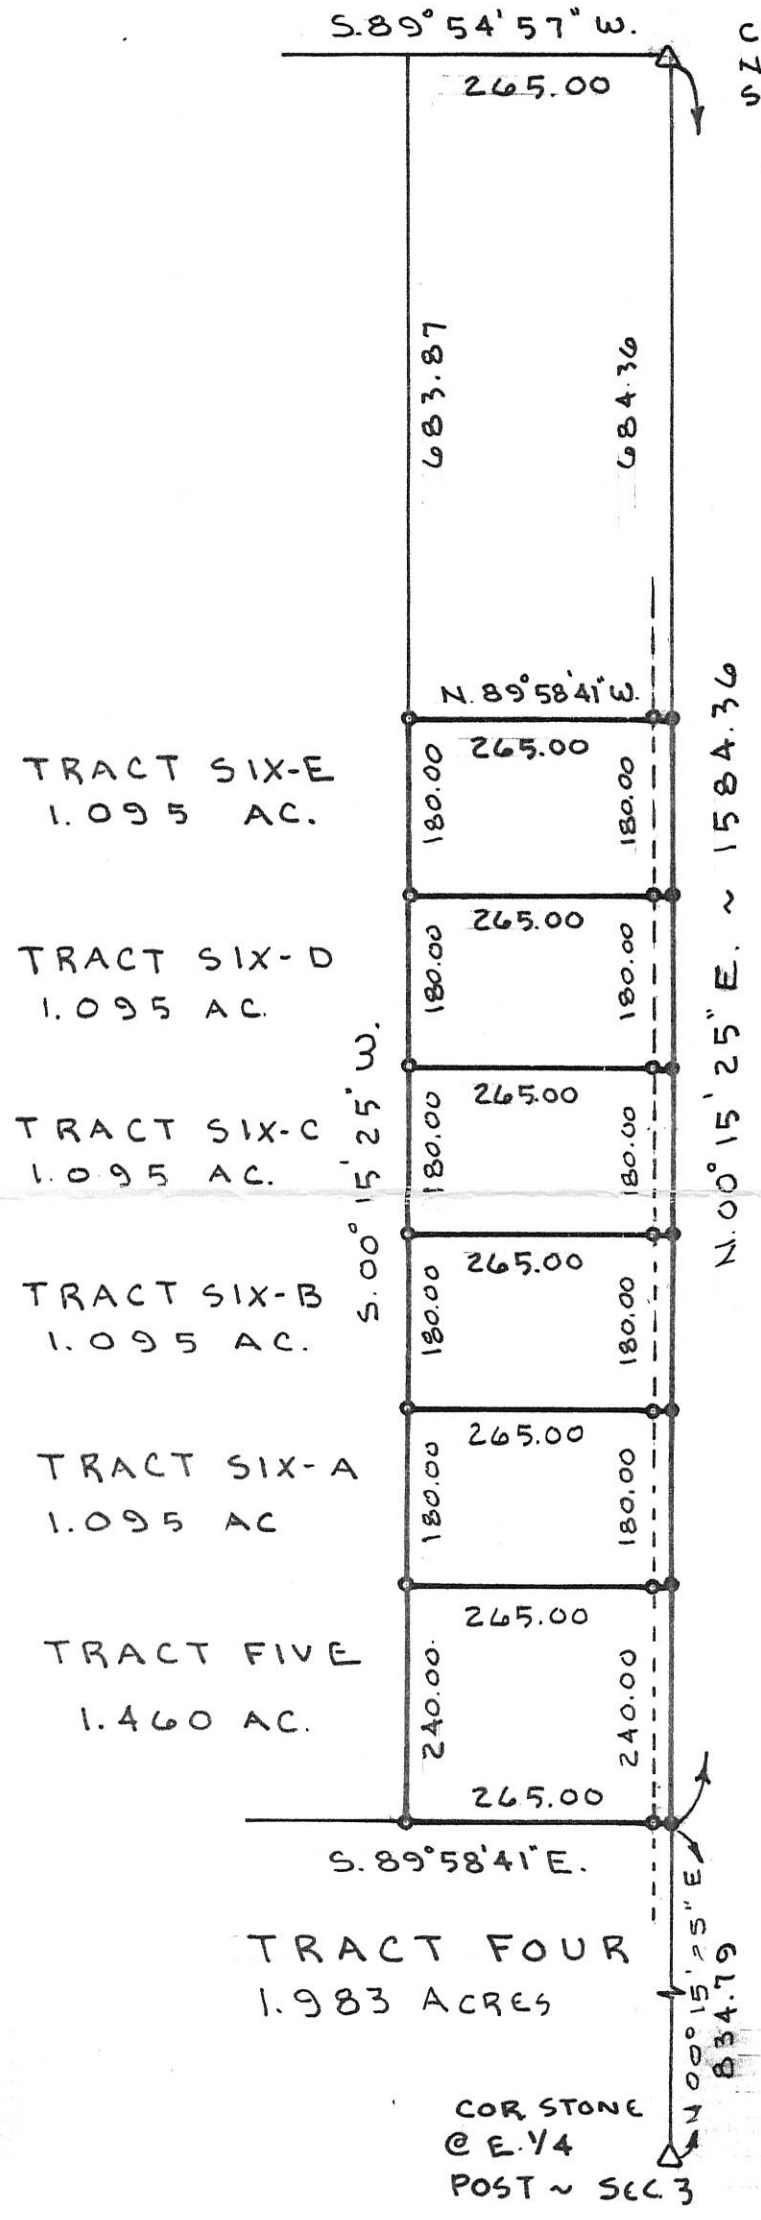 S. 89° 54' 57" W.
265.00
683.87
684.36
N. 89° 58' 41" W.
265.00
TRACT SIX-E
1.095 AC.
180.00
180.00
N. 00° 15' 25" E. ~ 1584.36
265.00
TRACT SIX-D
1.095 AC.
180.00
180.00
S. 00° 15' 25" W.
265.00
TRACT SIX-C
1.095 AC.
180.00
180.00
265.00
TRACT SIX-B
1.095 AC.
180.00
180.00
265.00
TRACT SIX-A
1.095 AC
180.00
180.00
265.00
TRACT FIVE
1.460 AC.
240.00
240.00
265.00
S. 89° 58' 41" E.
TRACT FOUR
1.983 ACRES
N 00° 15' 25" E
834.79
COR. STONE
@ E. 1/4
POST ~ SEC. 3